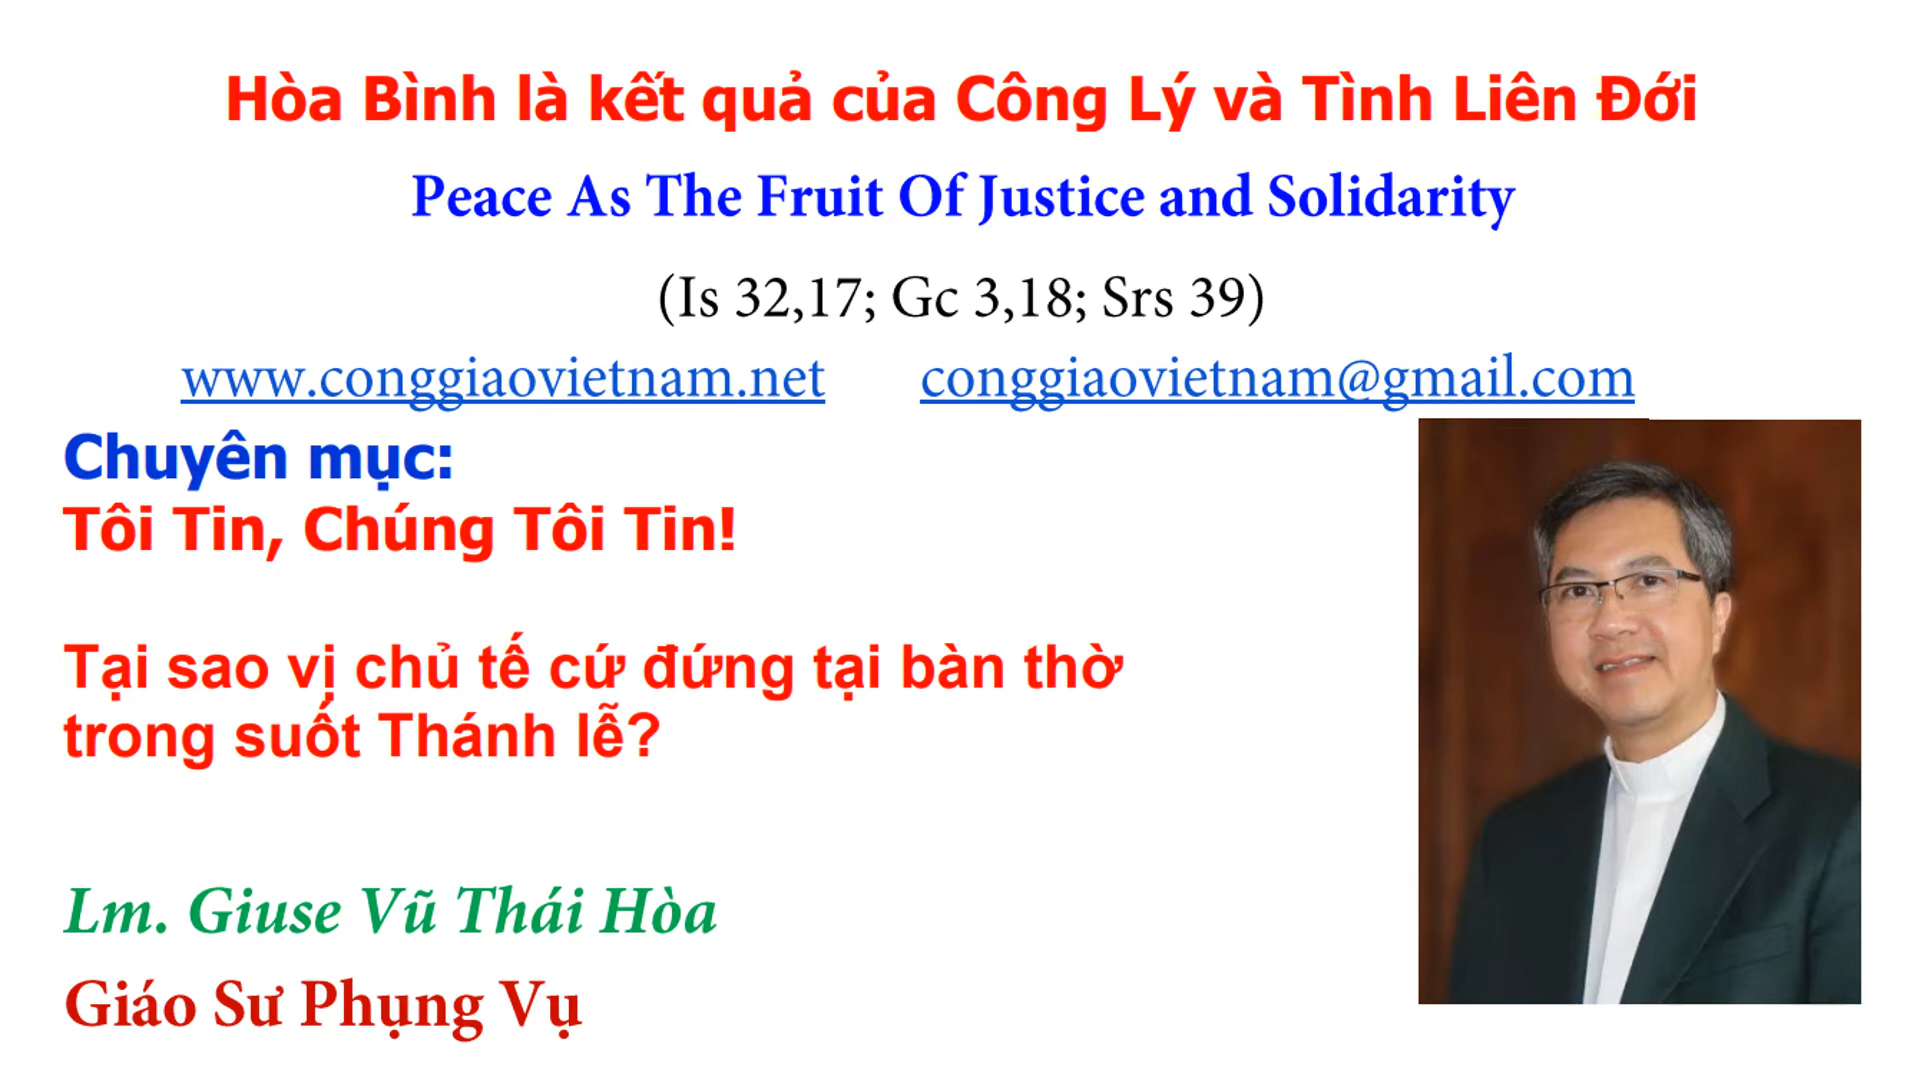 Hòa Bình là kết quả của Công Lý và Tình Liên Đới
Peace As The Fruit Of Justice and Solidarity
(Is 32,17; Gc 3,18; Srs 39)
www.conggiaovietnam.net conggiaovietnam@gmail.com
Chuyên mục:
Tôi Tin, Chúng Tôi Tin!
Tại sao vị chủ tế cứ đứng tại bàn thờ
trong suốt Thánh lễ?
Lm. Giuse Vũ Thái Hòa
Giáo Sư Phụng Vụ